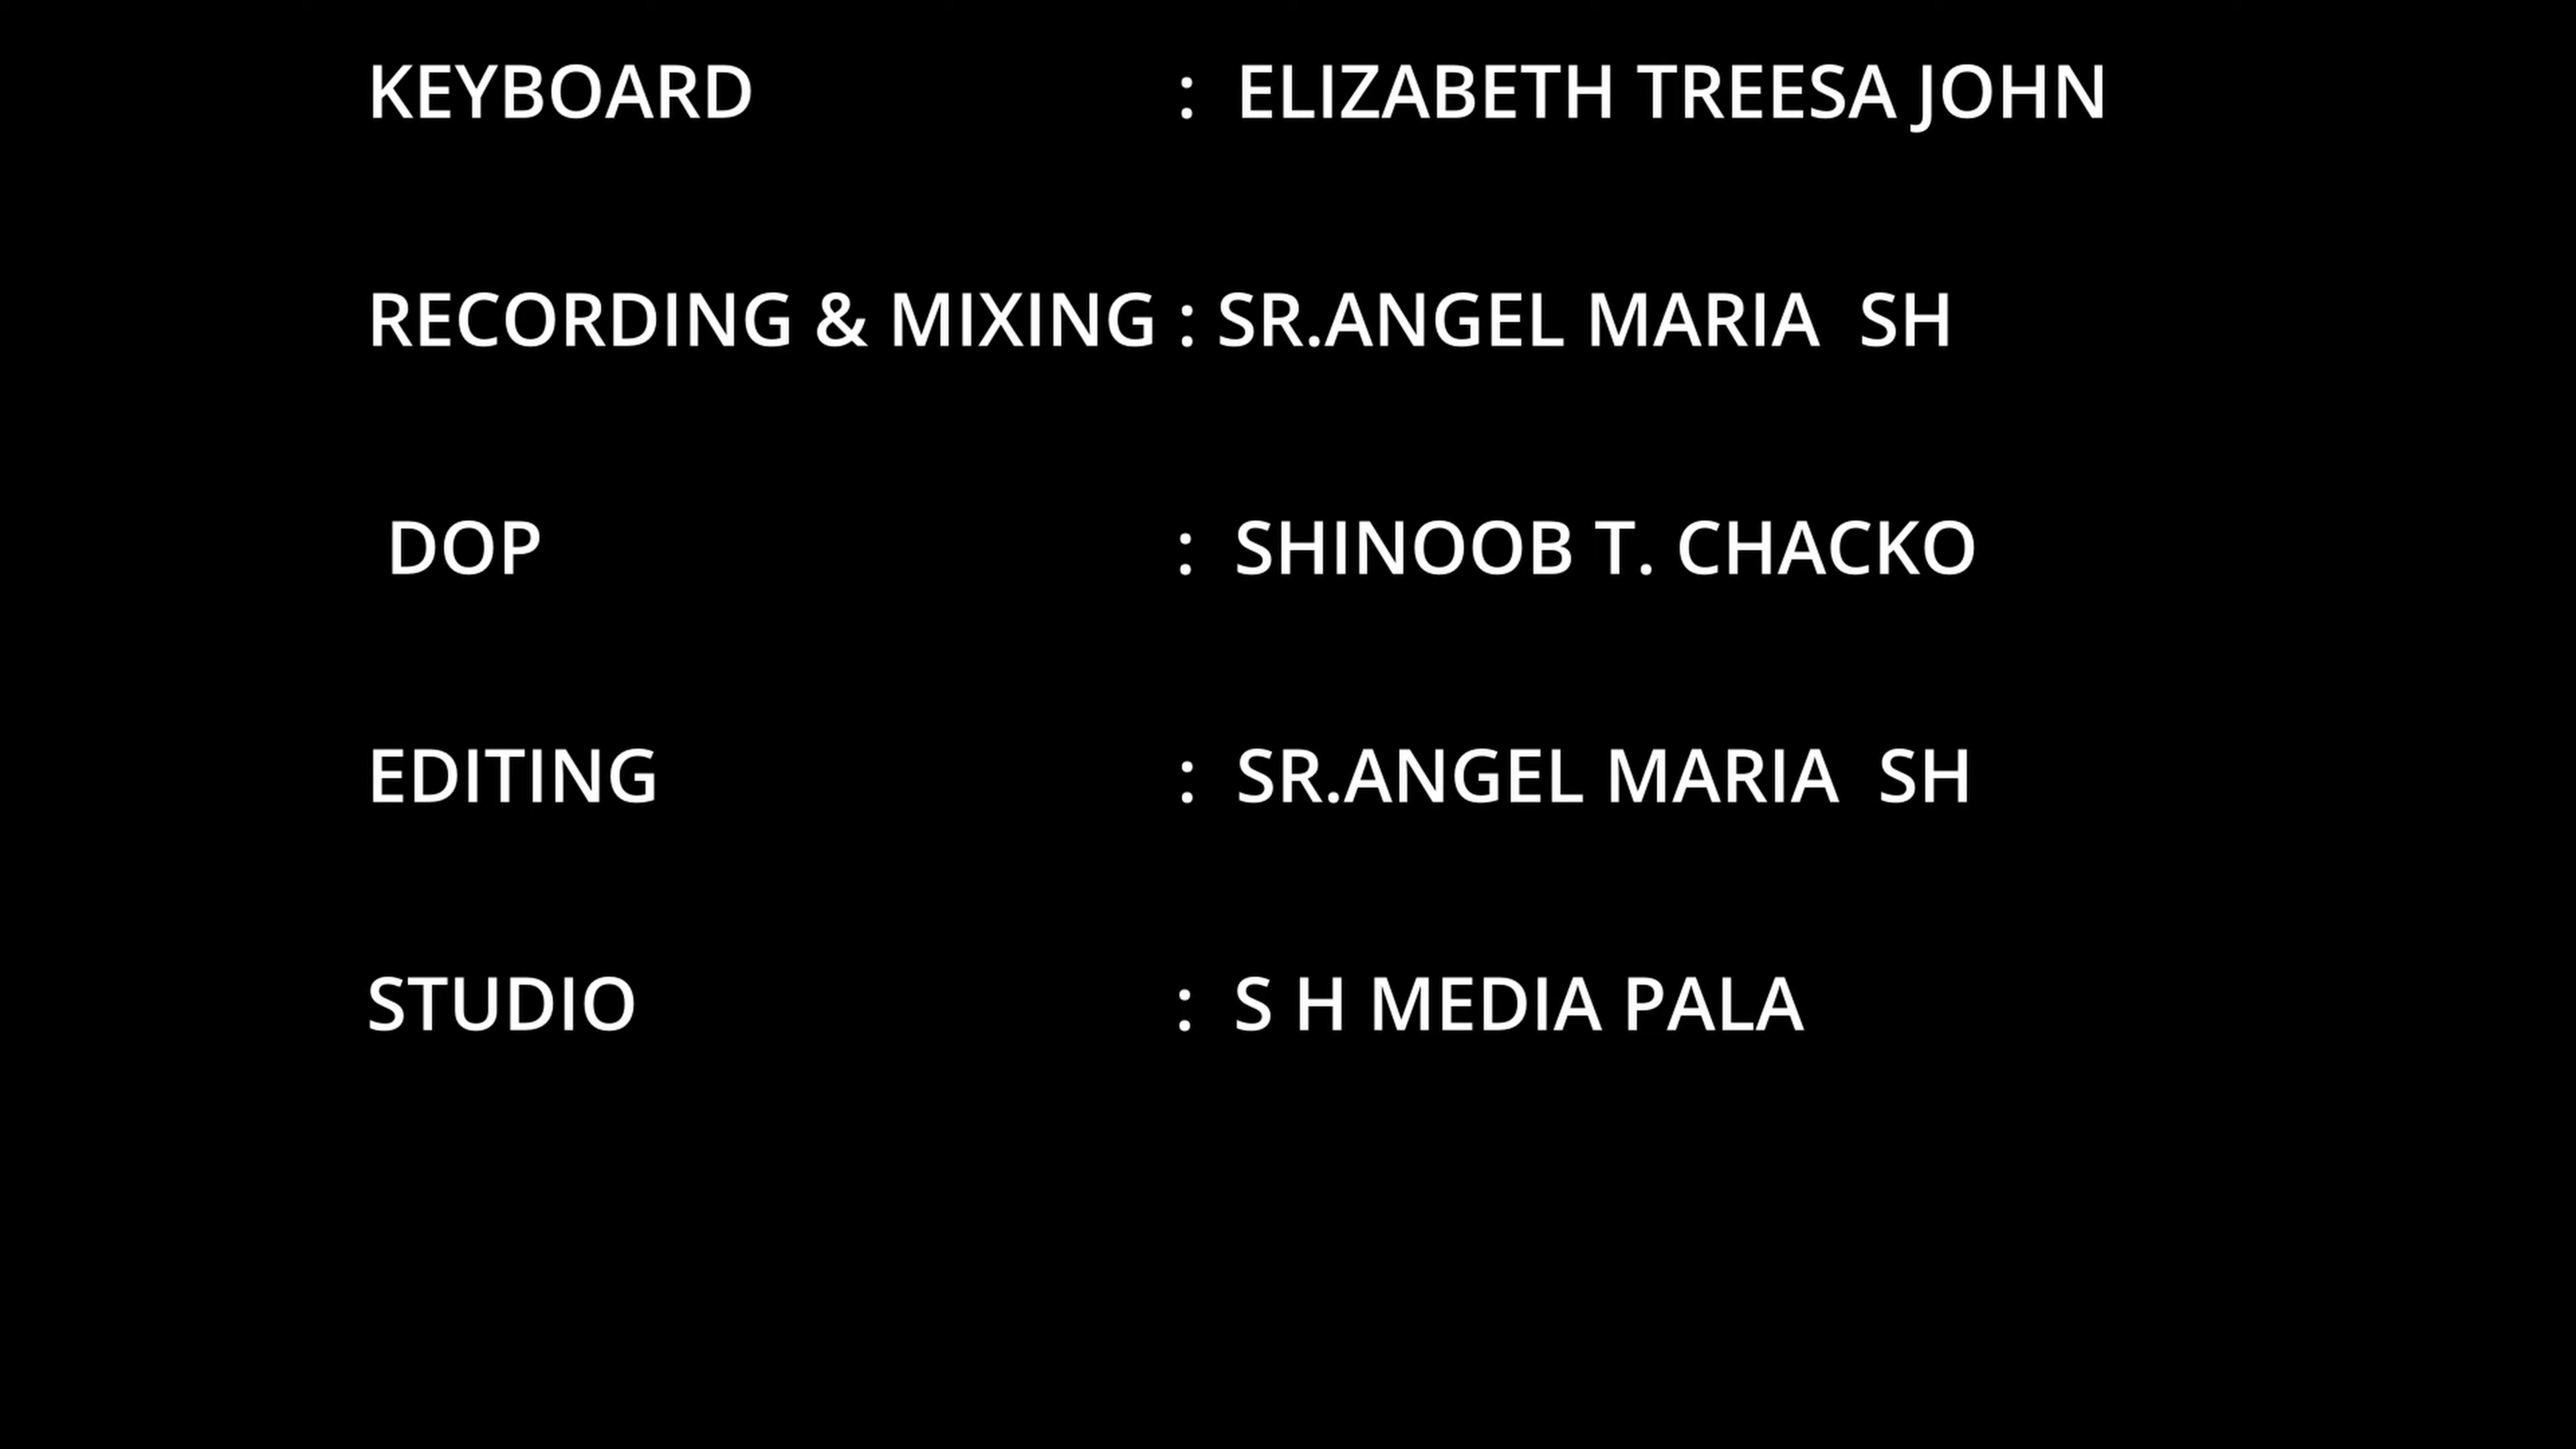 KEYBOARD : ELIZABETH TREESA JOHN
RECORDING & MIXING : SR.ANGEL MARIA SH
DOP : SHINOOB T. CHACKO
EDITING : SR.ANGEL MARIA SH
STUDIO : S H MEDIA PALA